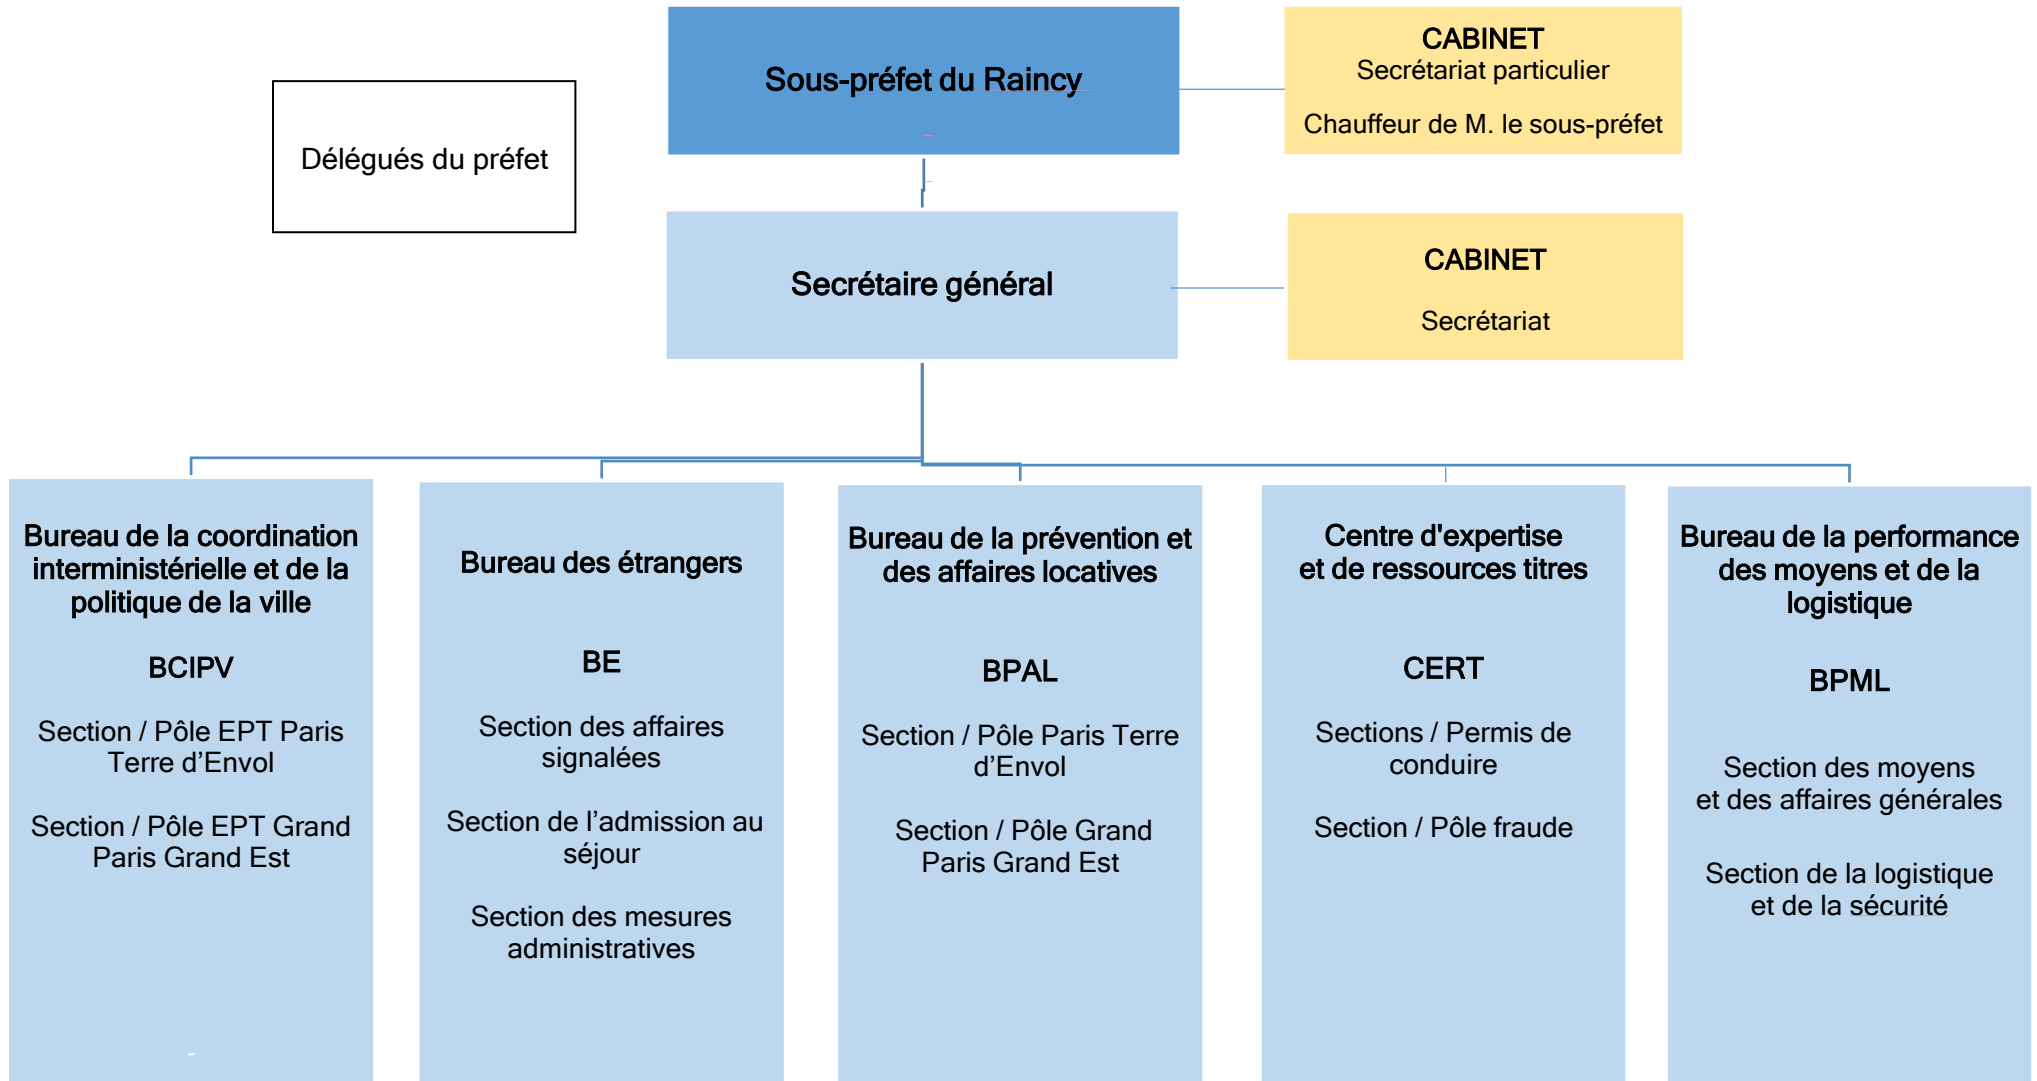 Sous-préfet du Raincy
CABINET
Secrétariat particulier
Chauffeur de M. le sous-préfet
Délégués du préfet
Secrétaire général
CABINET
Secrétariat
Bureau de la coordination
interministérielle et de la
politique de la ville
BCIPV
Section / Pôle EPT Paris
Terre d’Envol
Section / Pôle EPT Grand
Paris Grand Est
Bureau des étrangers
BE
Section des affaires
signalées
Section de l’admission au
séjour
Section des mesures
administratives
Bureau de la prévention et
des affaires locatives
BPAL
Section / Pôle Paris Terre
d’Envol
Section / Pôle Grand
Paris Grand Est
Centre d'expertise
et de ressources titres
CERT
Sections / Permis de
conduire
Section / Pôle fraude
Bureau de la performance
des moyens et de la
logistique
BPML
Section des moyens
et des affaires générales
Section de la logistique
et de la sécurité